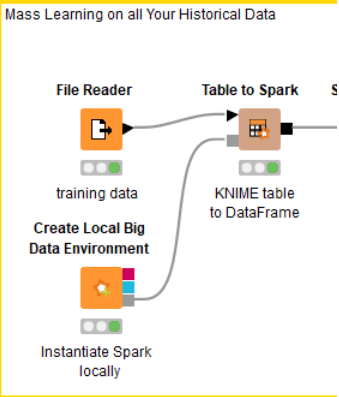 Mass Learning on all Your Historical Data
File Reader
training data
Table to Spark
KNIME table
to DataFrame
S
Create Local Big
Data Environment
Instantiate Spark
locally